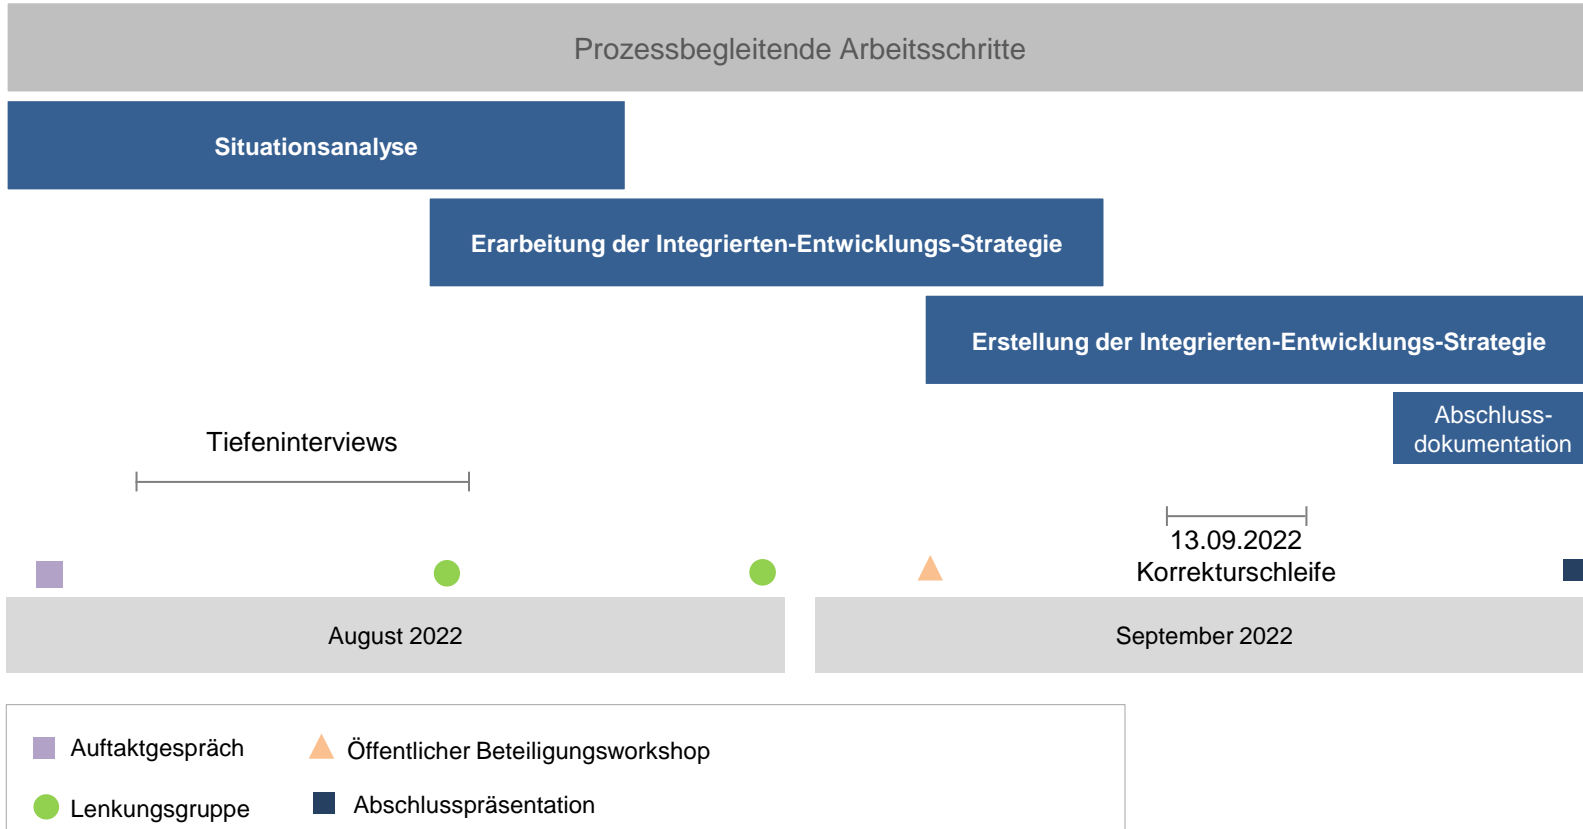 Prozessbegleitende Arbeitsschritte
Situationsanalyse
Erarbeitung der Integrierten-Entwicklungs-Strategie
Erstellung der Integrierten-Entwicklungs-Strategie
Abschluss-
dokumentation
Tiefeninterviews
13.09.2022
Korrekturschleife
August 2022
September 2022
Auftaktgespräch
Öffentlicher Beteiligungsworkshop
Lenkungsgruppe
Abschlusspräsentation